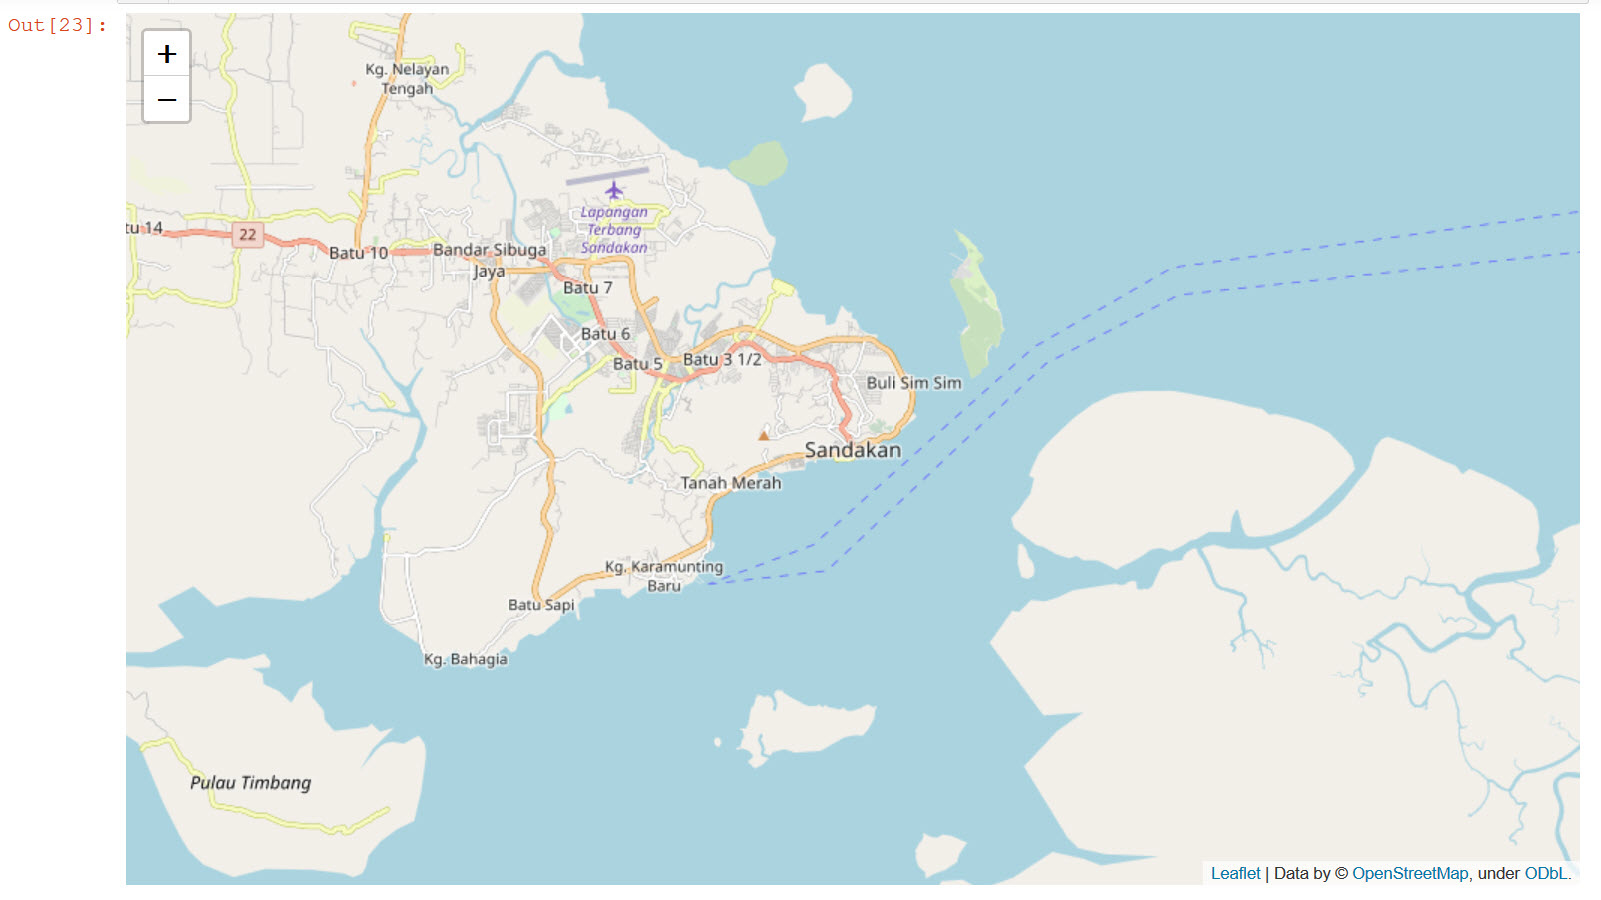 Out[23]:
+
−
Kg. Nelayan
Tengah
Lapangan
Terbang
Sandakan
tu 14
22
Batu 10
Bandar Sibuga
Jaya
Batu 7
Batu 6
Batu 5
Batu 3 1/2
Buli Sim Sim
Sandakan
Tanah Merah
Kg. Karamunting
Baru
Batu Sapi
Kg. Bahagia
Pulau Timbang
Leaflet | Data by © OpenStreetMap, under ODbL.